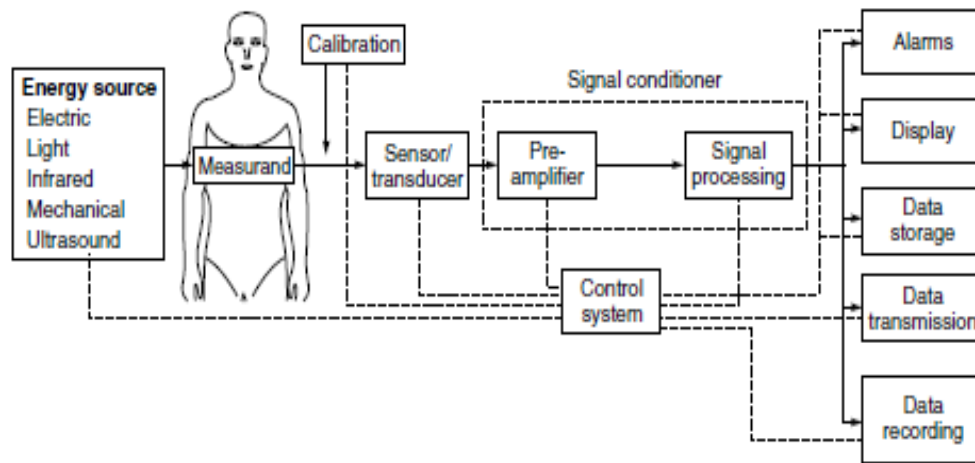 Energy source
Electric
Light
Infrared
Mechanical
Ultrasound
Measurand
Calibration
Sensor/
transducer
Signal conditioner
Pre-
amplifier
Signal
processing
Control
system
Alarms
Display
Data
storage
Data
transmission
Data
recording